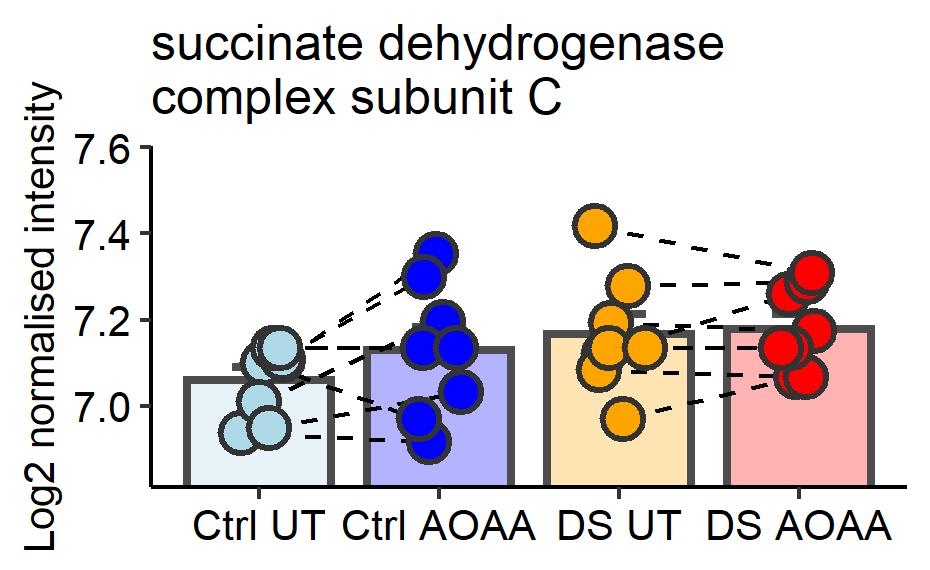 succinate dehydrogenase
complex subunit C
Log2 normalised intensity
7.6
7.4
7.2
7.0
Ctrl UT Ctrl AOAA DS UT DS AOAA